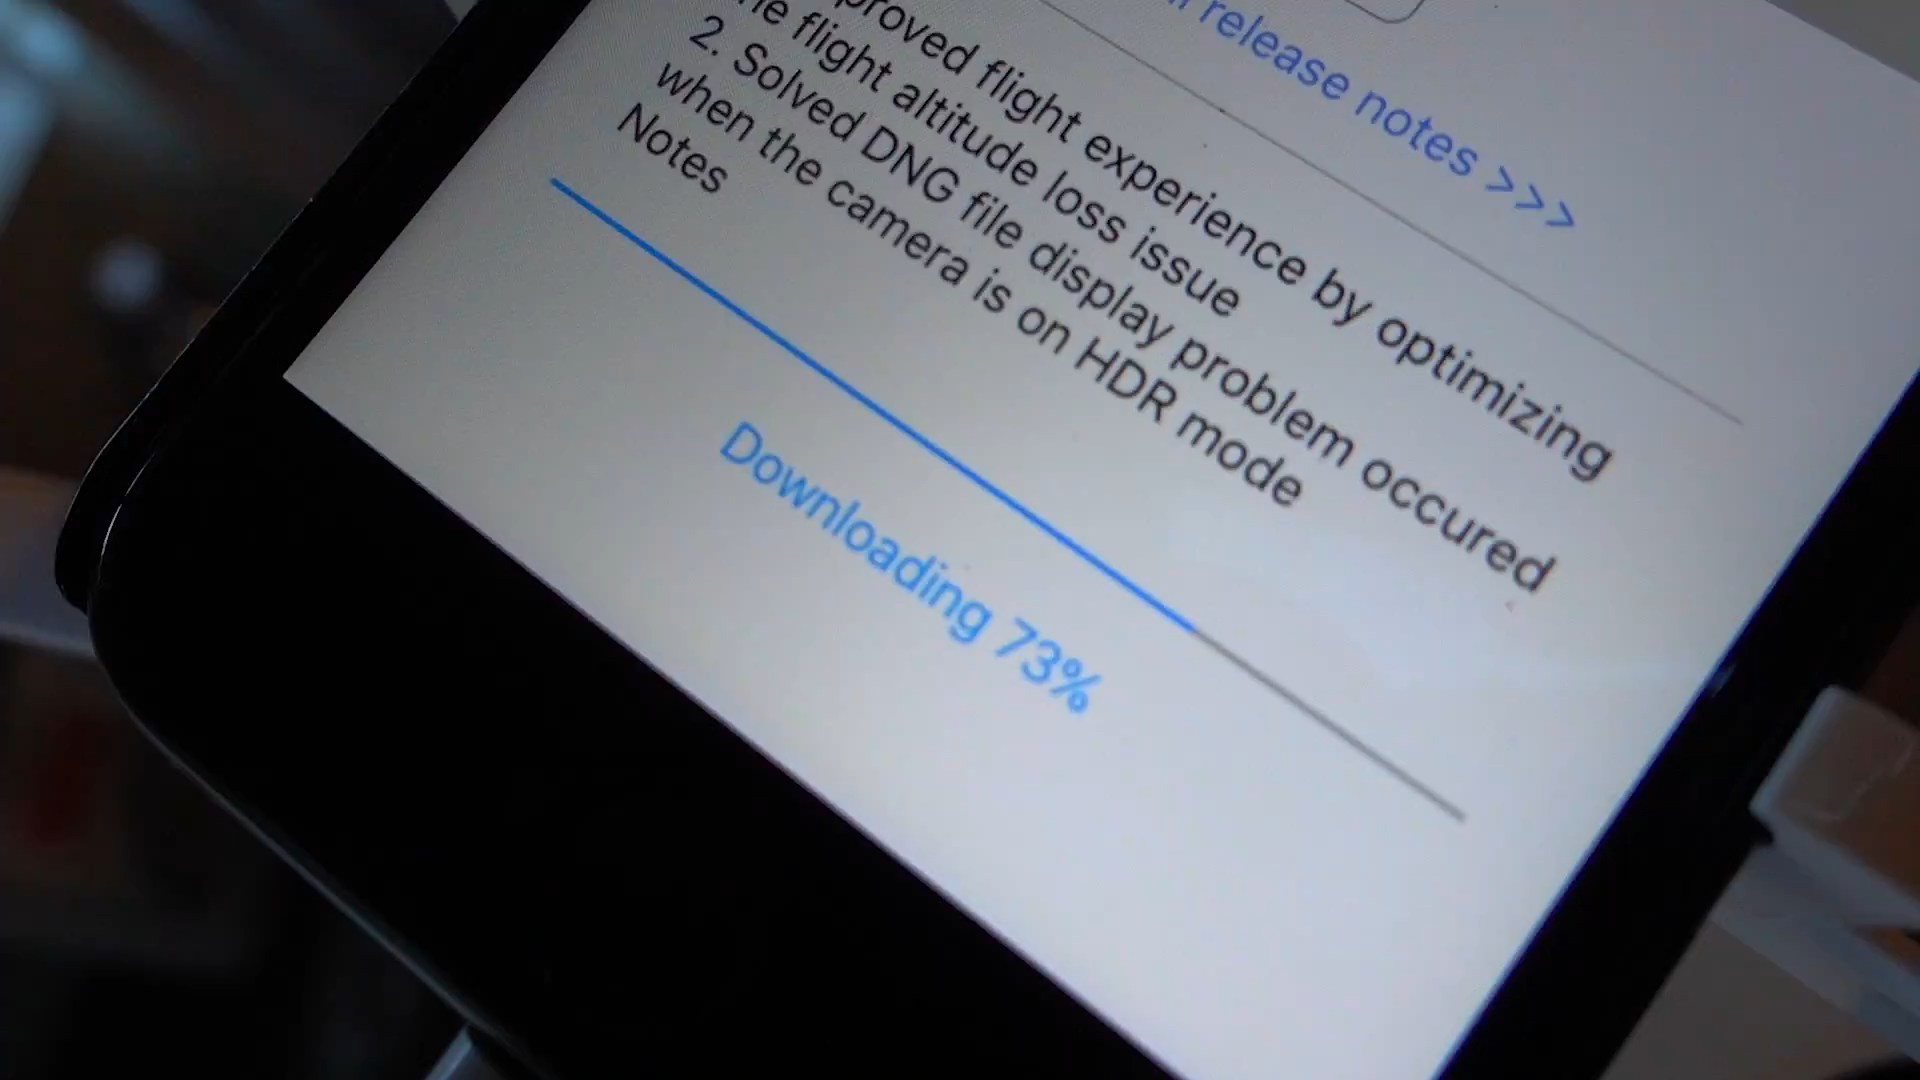 release notes >>>
proved flight experience by optimizing
he flight altitude loss issue
2. Solved DNG file display problem occured
when the camera is on HDR mode
Notes
Downloading 73%